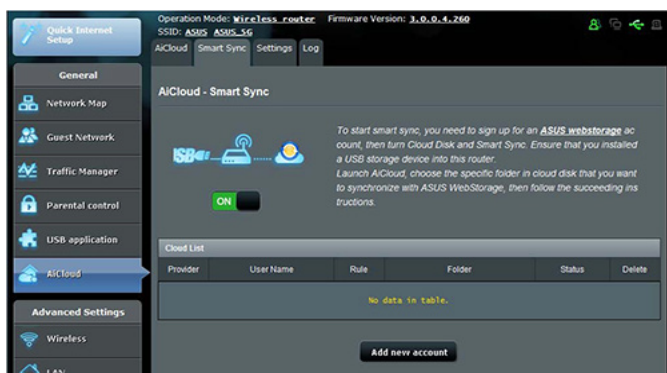 Quick Internet
Setup
Operation Mode: Wireless router Firmware Version: 3.0.0.4.260
SSID: ASUS ASUS_5G
AiCloud Smart Sync Settings Log
General
Network Map
Guest Network
Traffic Manager
Parental control
USB application
AiCloud
Advanced Settings
Wireless
LAN
AiCloud - Smart Sync
USB
ON
To start smart sync, you need to sign up for an ASUS webstorage ac
count, then turn Cloud Disk and Smart Sync. Ensure that you installed
a USB storage device into this router.
Launch AiCloud, choose the specific folder in cloud disk that you want
to synchronize with ASUS WebStorage, then follow the succeeding ins
tructions.
Cloud List
Provider User Name Rule Folder Status Delete
No data in table.
Add new account